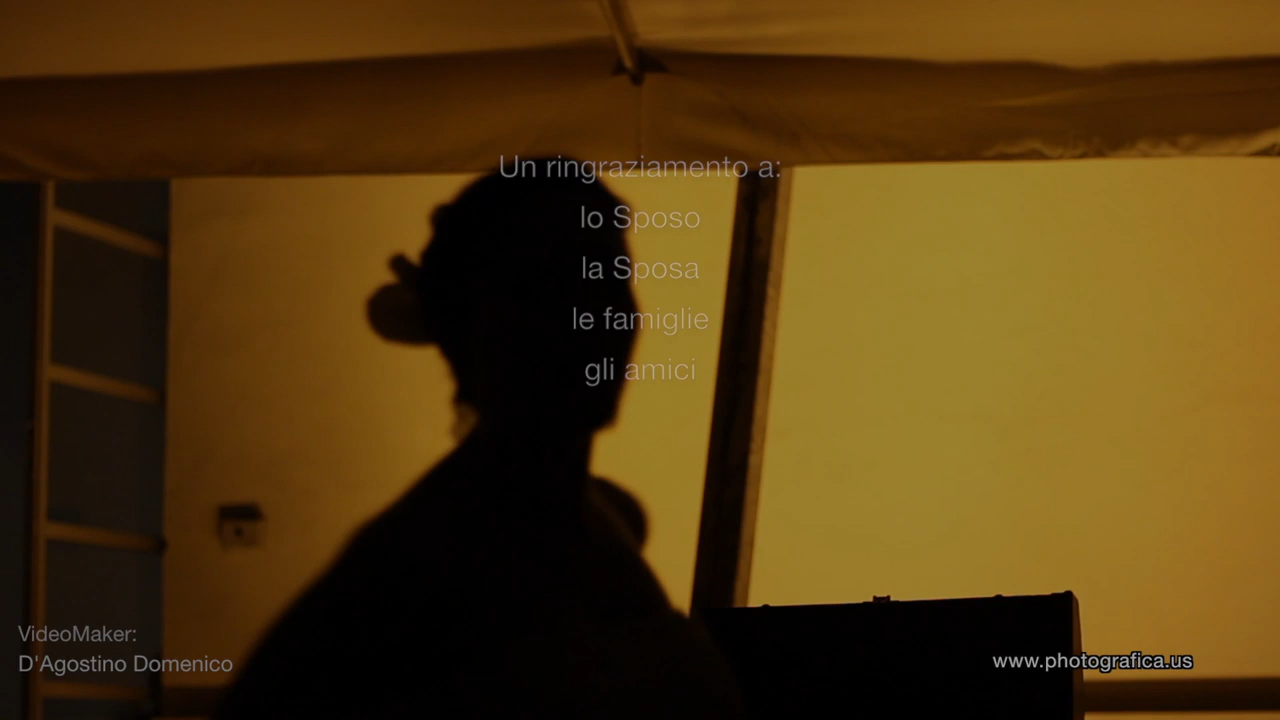 Un ringraziamento a:
lo Sposo
la Sposa
le famiglie
gli amici
VideoMaker:
D'Agostino Domenico
www.photografica.us